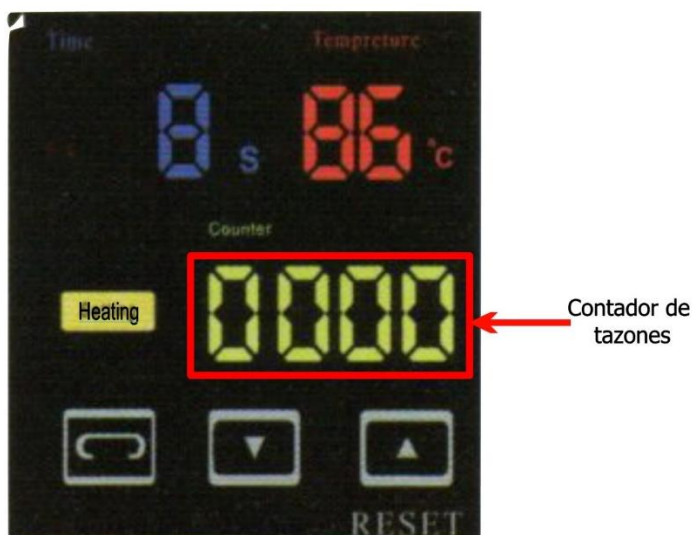 Time Tempreture
8 S 86 °C
Counter
Heating 0000 Contador de
tazones
RESET